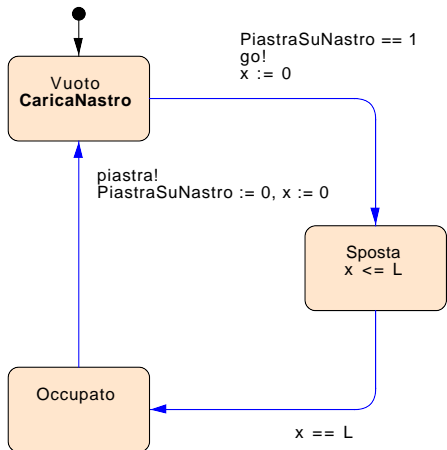 PiastraSuNastro == 1
go!
x := 0
Vuoto
CaricaNastro
piastra!
PiastraSuNastro := 0, x := 0
Sposta
x <= L
Occupato
x == L